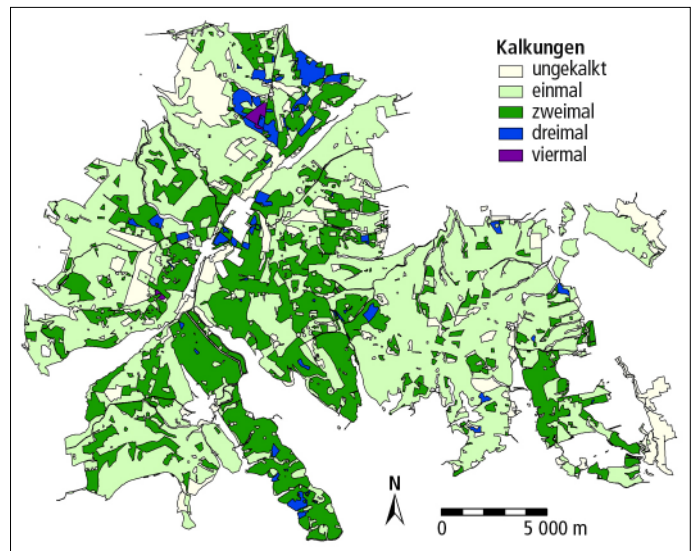 Kalkungen
ungekalkt
einmal
zweimal
dreimal
viermal
N
0 5 000 m